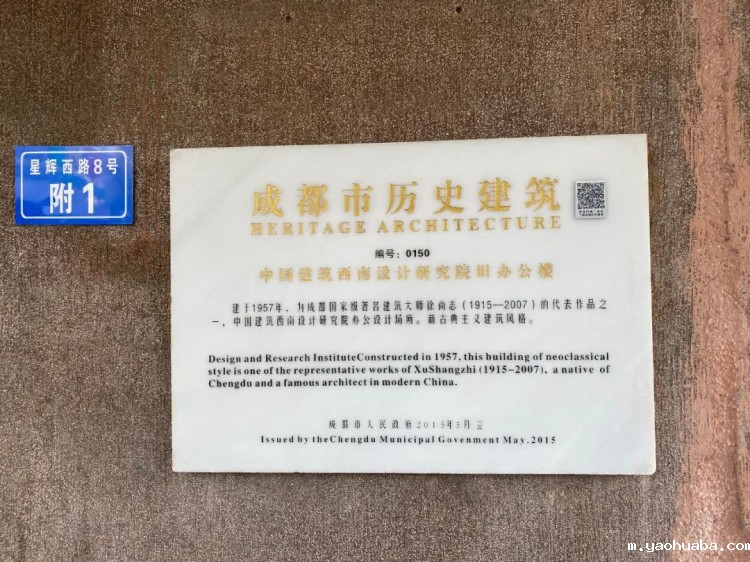 星辉西路8号
附1
成都市历史建筑
HERITAGE ARCHITECTURE
编号：0150
中国建筑西南设计研究院旧办公楼
建于1957年，为成都国家级著名建筑大师徐尚志（1915—2007）的代表作品之
一，中国建筑西南设计研究院办公设计场所。新古典主义建筑风格。
Design and Research InstituteConstructed in 1957, this building of neoclassical
style is one of the representative works of XuShangzhi (1915-2007), a native of
Chengdu and a famous architect in modern China.
成都市人民政府2015年5月立
Issued by theChengdu Municipal Govenment May.2015
m.yaohuaba.com